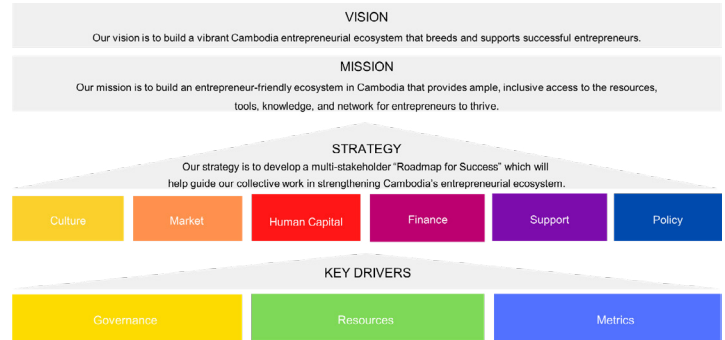 VISION
Our vision is to build a vibrant Cambodia entrepreneurial ecosystem that breeds and supports successful entrepreneurs.
MISSION
Our mission is to build an entrepreneur-friendly ecosystem in Cambodia that provides ample, inclusive access to the resources,
tools, knowledge, and network for entrepreneurs to thrive.
STRATEGY
Our strategy is to develop a multi-stakeholder “Roadmap for Success” which will
help guide our collective work in strengthening Cambodia’s entrepreneurial ecosystem.
Culture Market Human Capital Finance Support Policy
KEY DRIVERS
Governance Resources Metrics